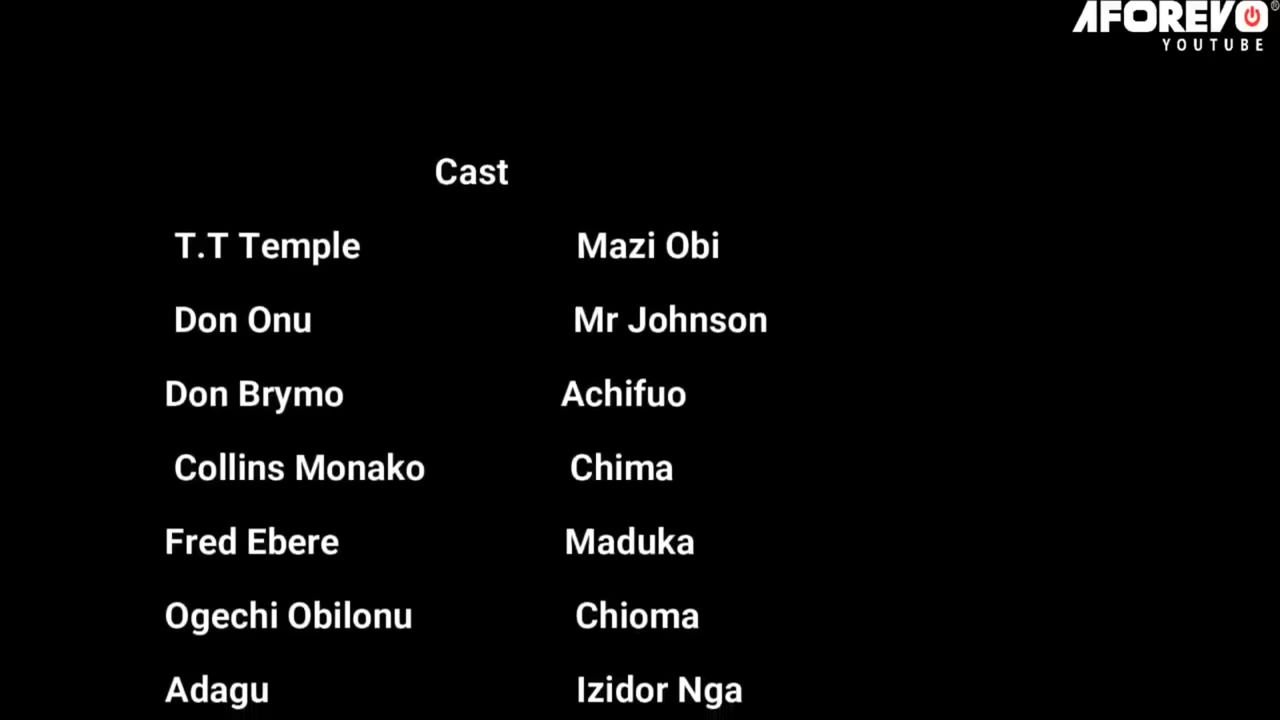 AFOREVO
YOUTUBE
Cast
T.T Temple Mazi Obi
Don Onu Mr Johnson
Don Brymo Achifuo
Collins Monako Chima
Fred Ebere Maduka
Ogechi Obilonu Chioma
Adagu Izidor Nga